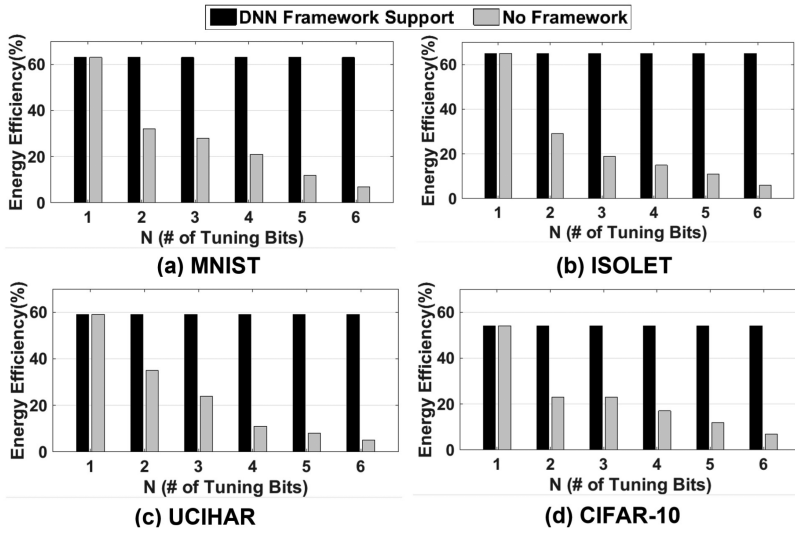 DNN Framework Support No Framework
Energy Efficiency(%)
60
40
20
0
1 2 3 4 5 6
N (# of Tuning Bits)
(a) MNIST
Energy Efficiency(%)
60
40
20
0
1 2 3 4 5 6
N (# of Tuning Bits)
(b) ISOLET
Energy Efficiency(%)
60
40
20
0
1 2 3 4 5 6
N (# of Tuning Bits)
(c) UCIHAR
Energy Efficiency(%)
60
40
20
0
1 2 3 4 5 6
N (# of Tuning Bits)
(d) CIFAR-10